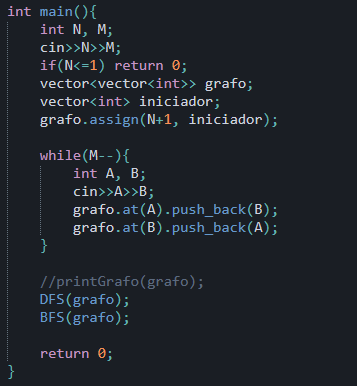 int main(){
    int N, M;
    cin>>N>>M;
    if(N<=1) return 0;
    vector<vector<int>> grafo;
    vector<int> iniciador;
    grafo.assign(N+1, iniciador);

    while(M--){
        int A, B;
        cin>>A>>B;
        grafo.at(A).push_back(B);
        grafo.at(B).push_back(A);
    }

    //printGrafo(grafo);
    DFS(grafo);
    BFS(grafo);

    return 0;
}